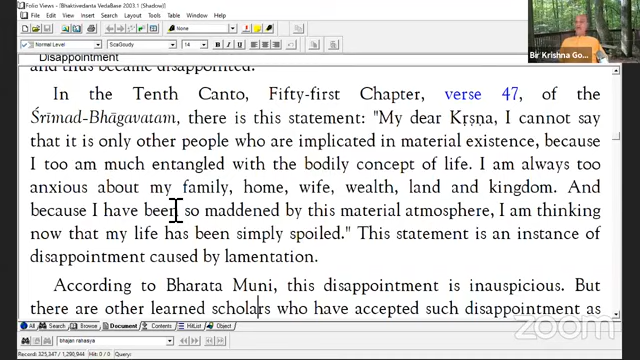 Folio Views - [Bhaktivedanta VedaBase 2023.1 (Shadow)]
File Edit View Search Layout Insert Tools Window Help
None
Normal Level ScaGoudy 14
Disappointment
and thus became disappointed.
In the Tenth Canto, Fifty-first Chapter, verse 47, of the
Śrīmad-Bhāgavatam, there is this statement: "My dear Kṛṣṇa, I cannot say
that it is only other people who are implicated in material existence, because
I too am much entangled with the bodily concept of life. I am always too
anxious about my family, home, wife, wealth, land and kingdom. And
because I have been so maddened by this material atmosphere, I am thinking
now that my life has been simply spoiled." This statement is an instance of
disappointment caused by lamentation.
According to Bharata Muni, this disappointment is inauspicious. But
there are other learned scholars who have accepted such disappointment as
All Search Browse Document Contents Hitlist Object
bhajan rahasya
Record: 325,347 / 1,298,944 Hit: 0 / 0 Query:
Bir Krishna Go...
zoom